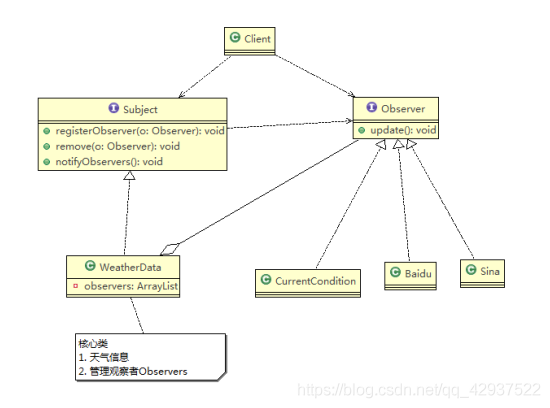 C Client
I Subject
registerObserver(o: Observer): void
remove(o: Observer): void
notifyObservers(): void
I Observer
update(): void
C WeatherData
observers: ArrayList
C CurrentCondition
C Baidu
C Sina
核心类
1. 天气信息
2. 管理观察者Observers
https://blog.csdn.net/qq_42937522